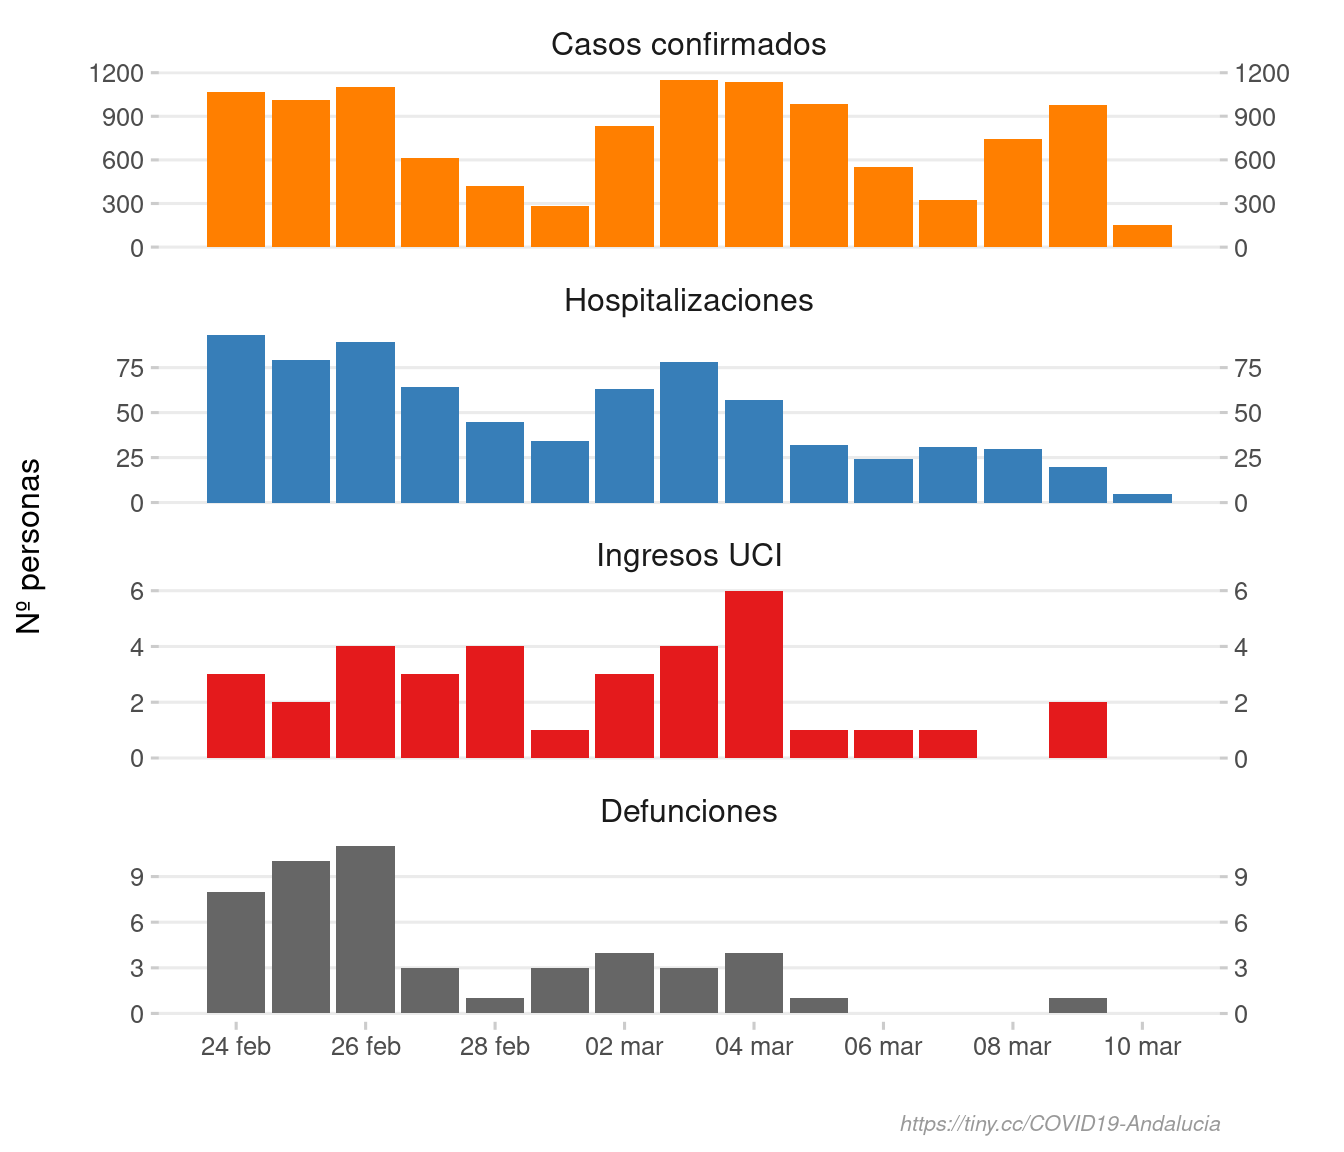 Casos confirmados
1200 1200
900 900
600 600
300 300
0 0
Hospitalizaciones
75 75
50 50
25 25
0 0
Nº personas
Ingresos UCI
6 6
4 4
2 2
0 0
Defunciones
9 9
6 6
3 3
0 0
24 feb 26 feb 28 feb 02 mar 04 mar 06 mar 08 mar 10 mar
https://tiny.cc/COVID19-Andalucia